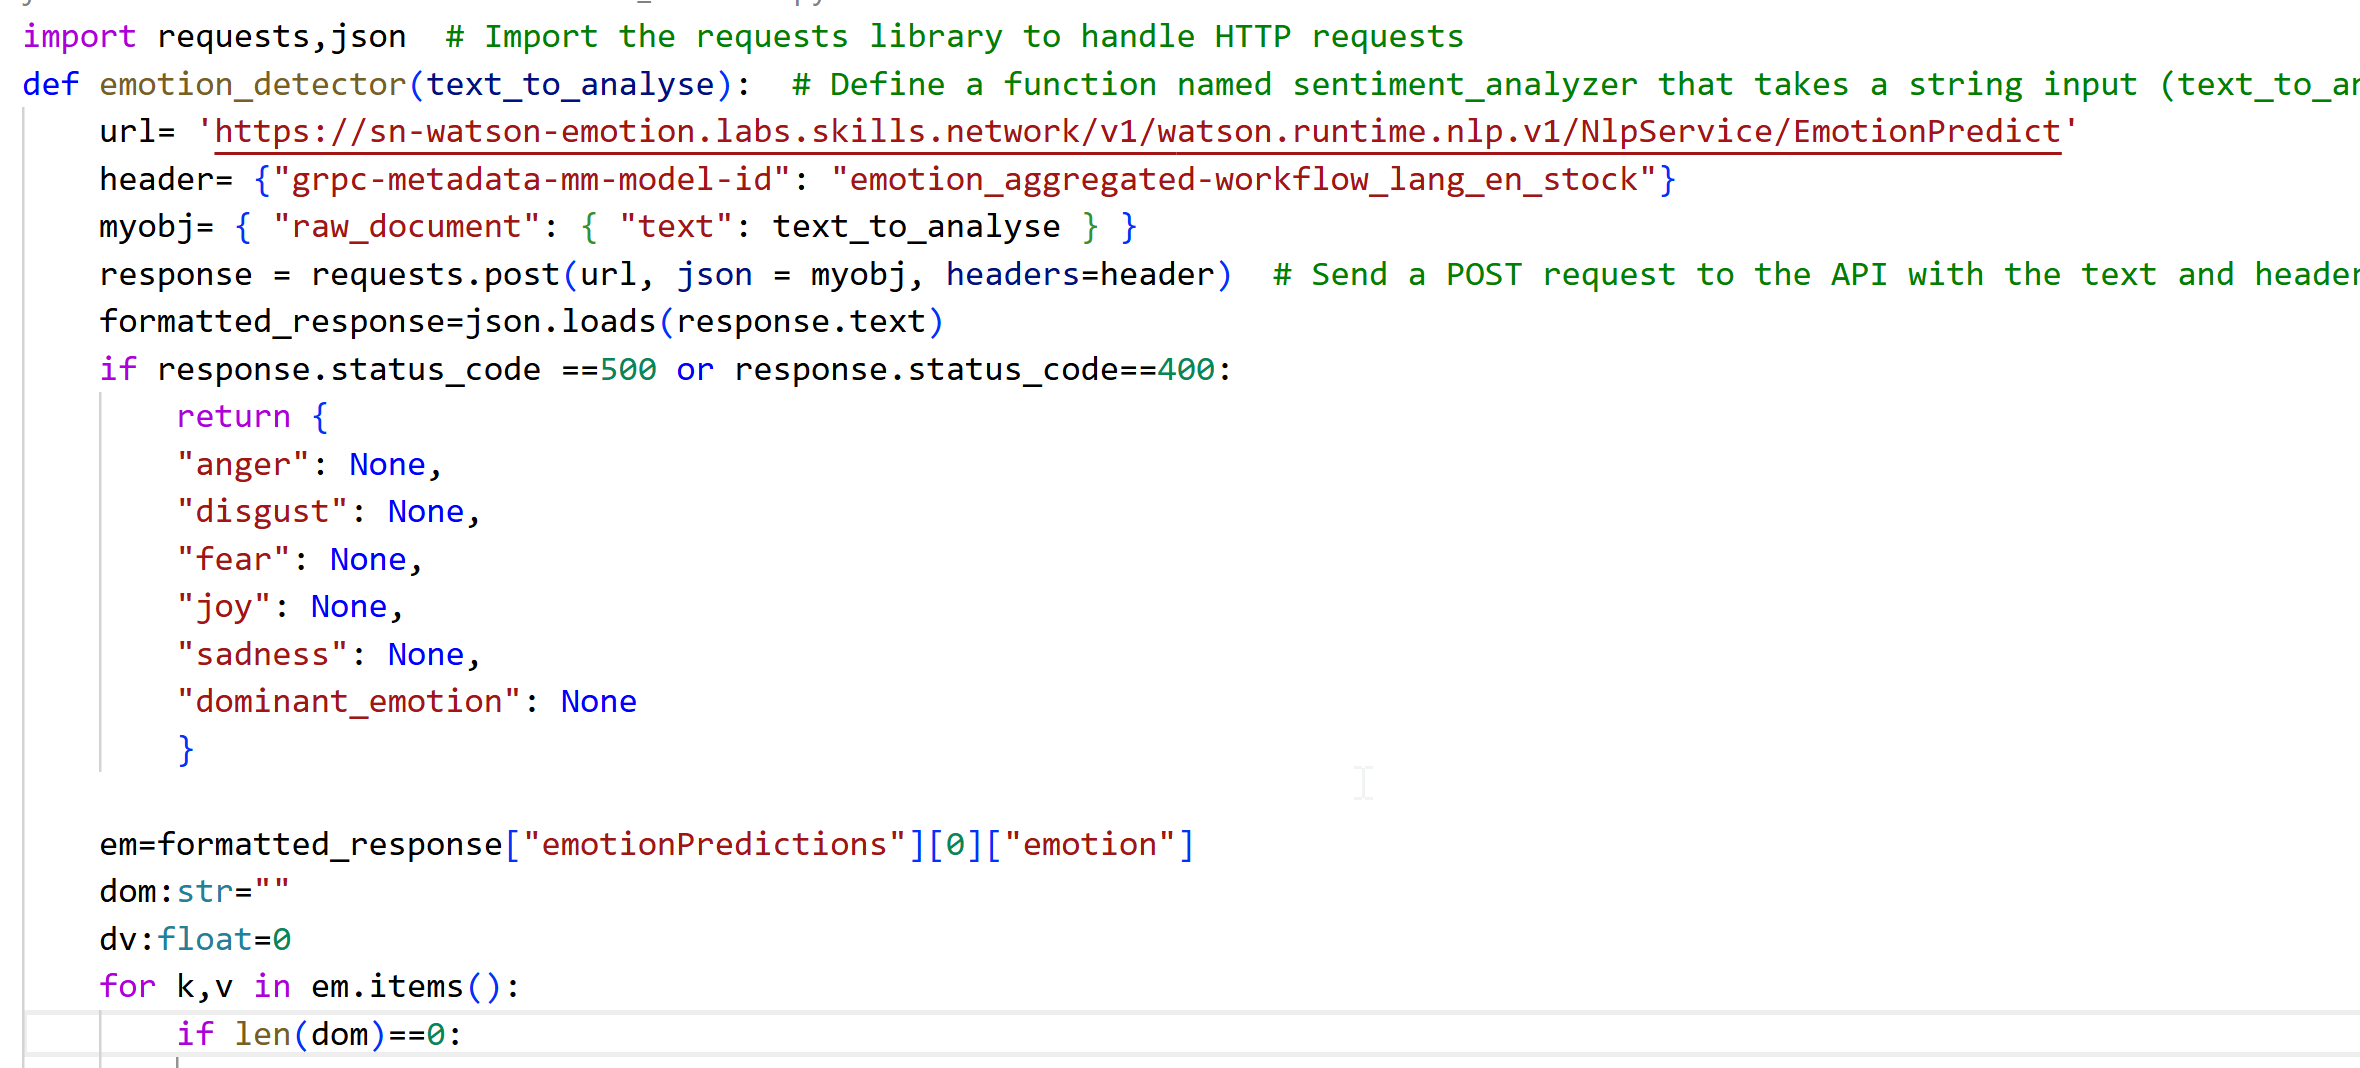 import requests,json  # Import the requests library to handle HTTP requests
def emotion_detector(text_to_analyse):  # Define a function named sentiment_analyzer that takes a string input (text_to_an
    url= 'https://sn-watson-emotion.labs.skills.network/v1/watson.runtime.nlp.v1/NlpService/EmotionPredict'
    header= {"grpc-metadata-mm-model-id": "emotion_aggregated-workflow_lang_en_stock"}
    myobj= { "raw_document": { "text": text_to_analyse } }
    response = requests.post(url, json = myobj, headers=header)  # Send a POST request to the API with the text and header
    formatted_response=json.loads(response.text)
    if response.status_code ==500 or response.status_code==400:
        return {
        "anger": None,
        "disgust": None,
        "fear": None,
        "joy": None,
        "sadness": None,
        "dominant_emotion": None
        }
    em=formatted_response["emotionPredictions"][0]["emotion"]
    dom:str=""
    dv:float=0
    for k,v in em.items():
        if len(dom)==0: